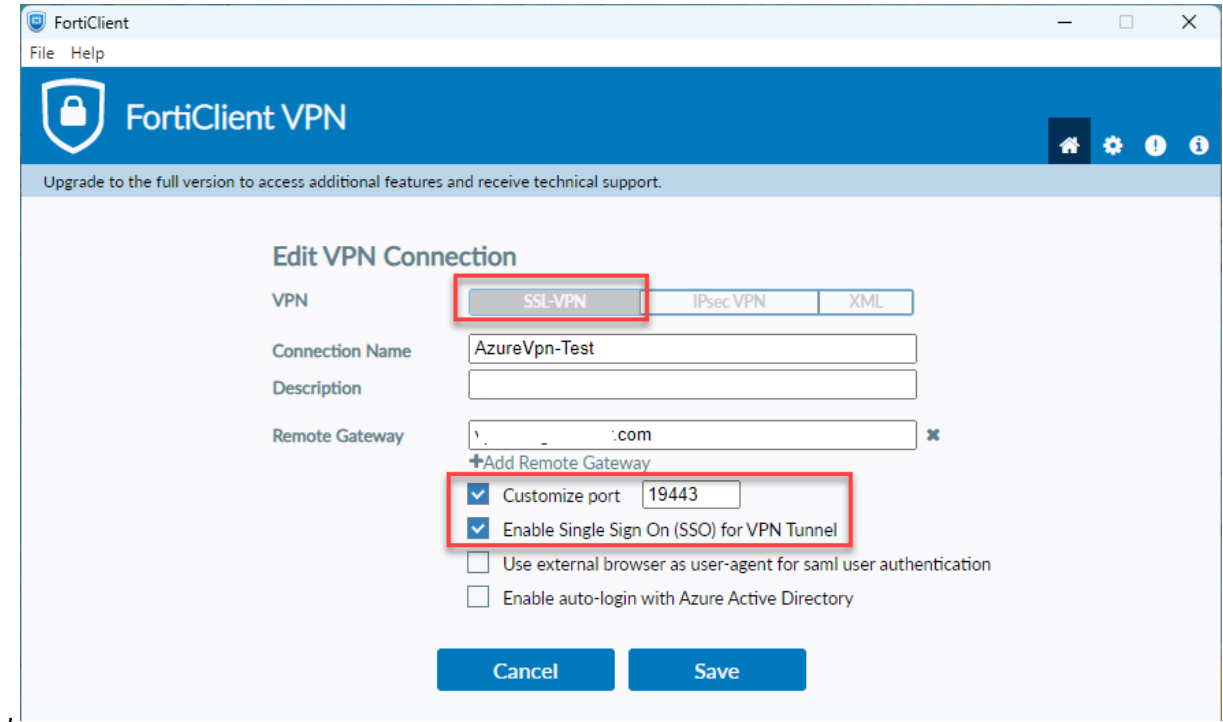 FortiClient
File Help
FortiClient VPN
Upgrade to the full version to access additional features and receive technical support.
Edit VPN Connection
VPN SSL-VPN IPsec VPN XML
Connection Name AzureVpn-Test
Description
Remote Gateway .com
+Add Remote Gateway
Customize port 19443
Enable Single Sign On (SSO) for VPN Tunnel
Use external browser as user-agent for saml user authentication
Enable auto-login with Azure Active Directory
Cancel Save